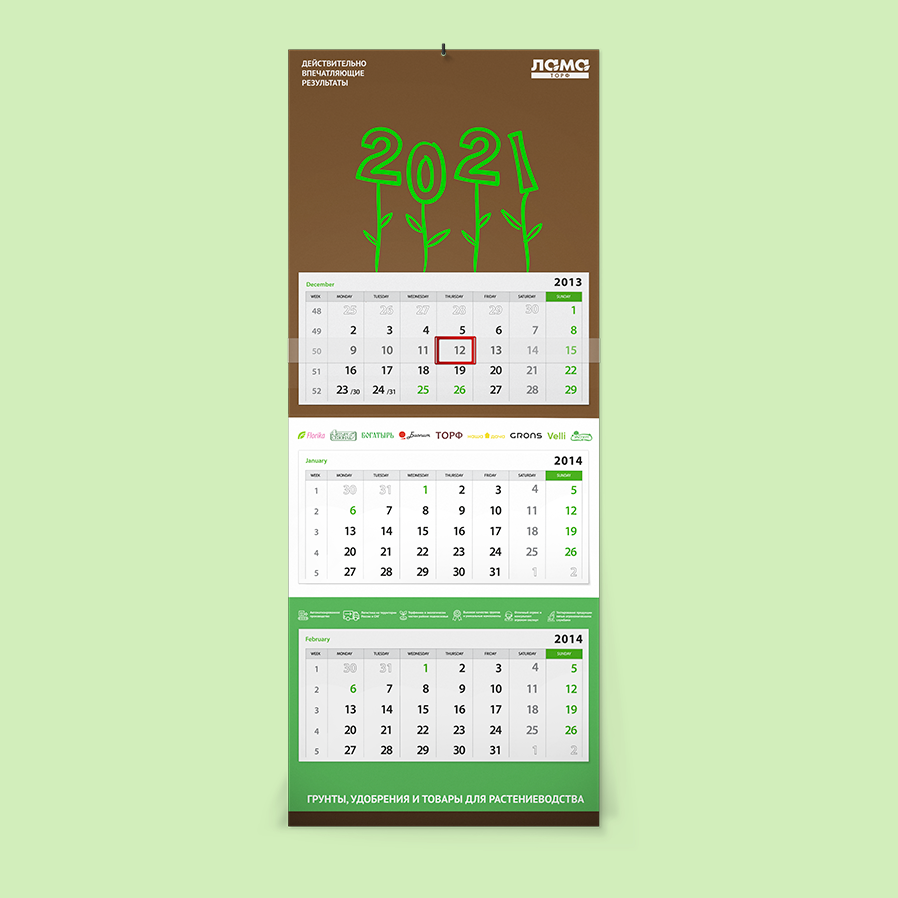 ДЕЙСТВИТЕЛЬНО
ВПЕЧАТЛЯЮЩИЕ
РЕЗУЛЬТАТЫ
ЛАМА
ТОРФ
2021
December 2013
WEEK MONDAY TUESDAY WEDNESDAY THURSDAY FRIDAY SATURDAY SUNDAY
48 25 26 27 28 29 30 1
49 2 3 4 5 6 7 8
50 9 10 11 12 13 14 15
51 16 17 18 19 20 21 22
52 23 /30 24 /31 25 26 27 28 29
Florika БОГАТЫРЬ ТОРФ GRONS Velli
January 2014
WEEK MONDAY TUESDAY WEDNESDAY THURSDAY FRIDAY SATURDAY SUNDAY
1 30 31 1 2 3 4 5
2 6 7 8 9 10 11 12
3 13 14 15 16 17 18 19
4 20 21 22 23 24 25 26
5 27 28 29 30 31 1 2
February 2014
WEEK MONDAY TUESDAY WEDNESDAY THURSDAY FRIDAY SATURDAY SUNDAY
1 30 31 1 2 3 4 5
2 6 7 8 9 10 11 12
3 13 14 15 16 17 18 19
4 20 21 22 23 24 25 26
5 27 28 29 30 31 1 2
ГРУНТЫ, УДОБРЕНИЯ И ТОВАРЫ ДЛЯ РАСТЕНИЕВОДСТВА